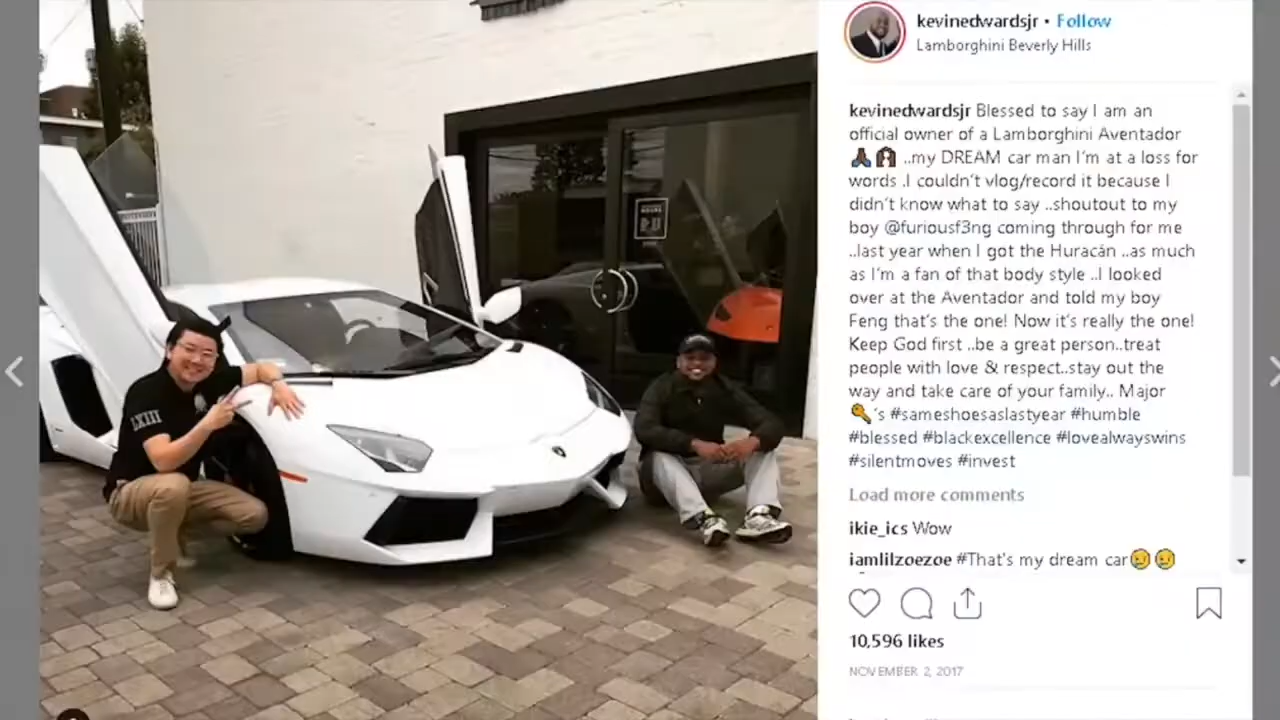 kevinedwardsjr • Follow
Lamborghini Beverly Hills
kevinedwardsjr Blessed to say I am an
official owner of a Lamborghini Aventador
🙏🏾🤦🏾‍♂️ ..my DREAM car man I'm at a loss for
words .I couldn't vlog/record it because I
didn't know what to say ..shoutout to my
boy @furiousf3ng coming through for me
..last year when I got the Huracán ..as much
as I'm a fan of that body style ..I looked
over at the Aventador and told my boy
Feng that's the one! Now it's really the one!
Keep God first ..be a great person..treat
people with love & respect..stay out the
way and take care of your family.. Major
🔑's #sameshoesaslastyear #humble
#blessed #blackexcellence #lovealwayswins
#silentmoves #invest
Load more comments
ikie_ics Wow
iamlilzoezoe #That's my dream car😢😢
10,596 likes
NOVEMBER 2, 2017
LXIII